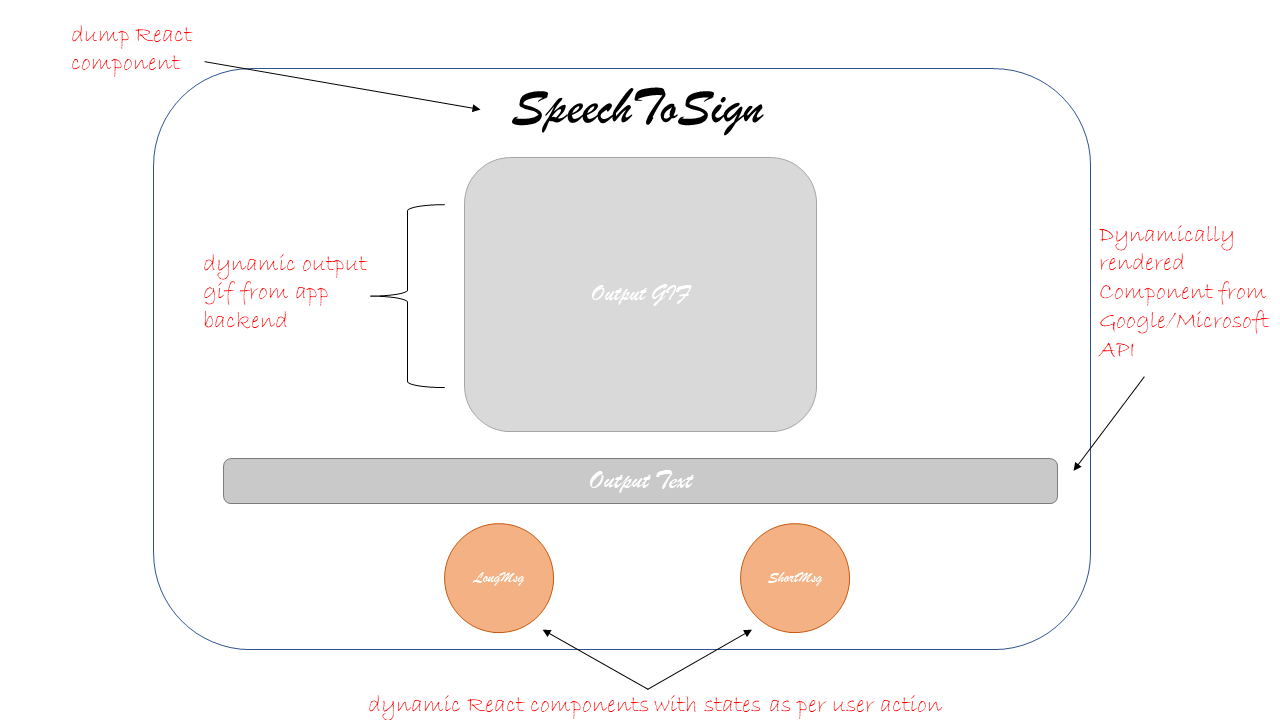 dump React
component
SpeechToSign
dynamic output
gif from app
backend
Output GIF
Dynamically
rendered
Component from
Google/Microsoft
API
Output Text
LongMsg
ShortMsg
dynamic React components with states as per user action